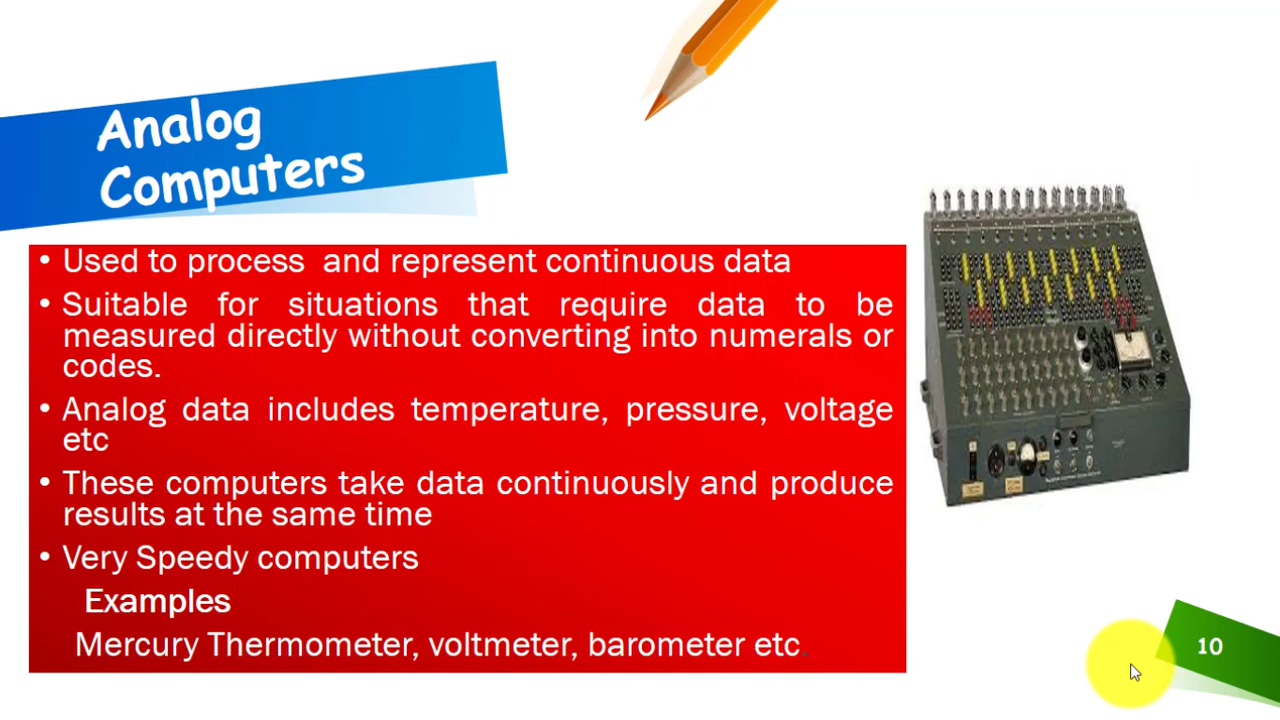 Analog
Computers
• Used to process and represent continuous data
• Suitable for situations that require data to be
measured directly without converting into numerals or
codes.
• Analog data includes temperature, pressure, voltage
etc
• These computers take data continuously and produce
results at the same time
• Very Speedy computers
Examples
Mercury Thermometer, voltmeter, barometer etc.
10